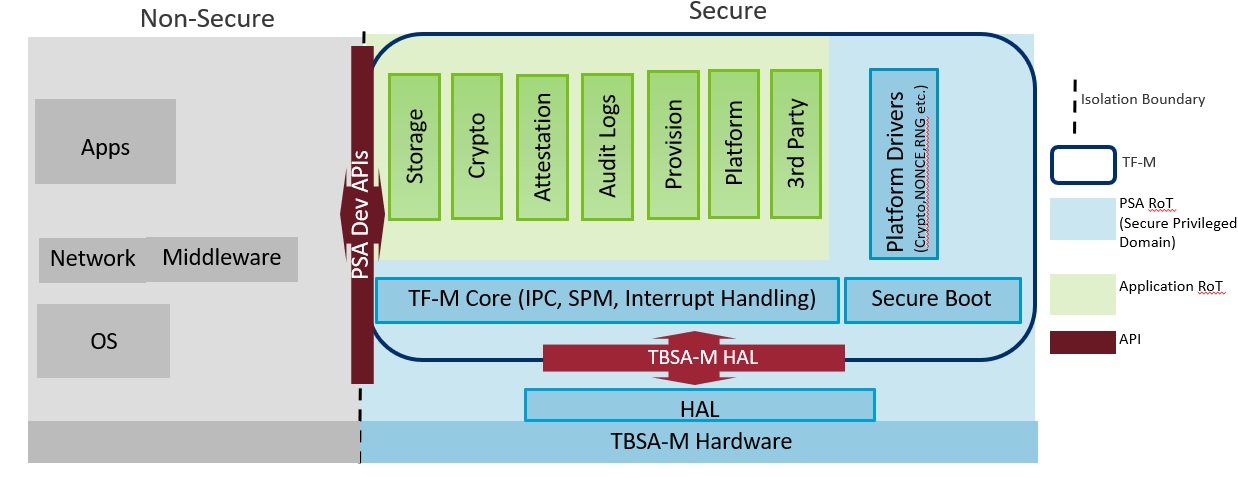 Non-Secure
Secure
Apps
Network
Middleware
OS
PSA Dev APIs
Storage
Crypto
Attestation
Audit Logs
Provision
Platform
3rd Party
Platform Drivers
(Crypto,NONCE,RNG etc.)
TF-M Core (IPC, SPM, Interrupt Handling)
Secure Boot
TBSA-M HAL
HAL
TBSA-M Hardware
Isolation Boundary
TF-M
PSA RoT
(Secure Privileged
Domain)
Application RoT
API